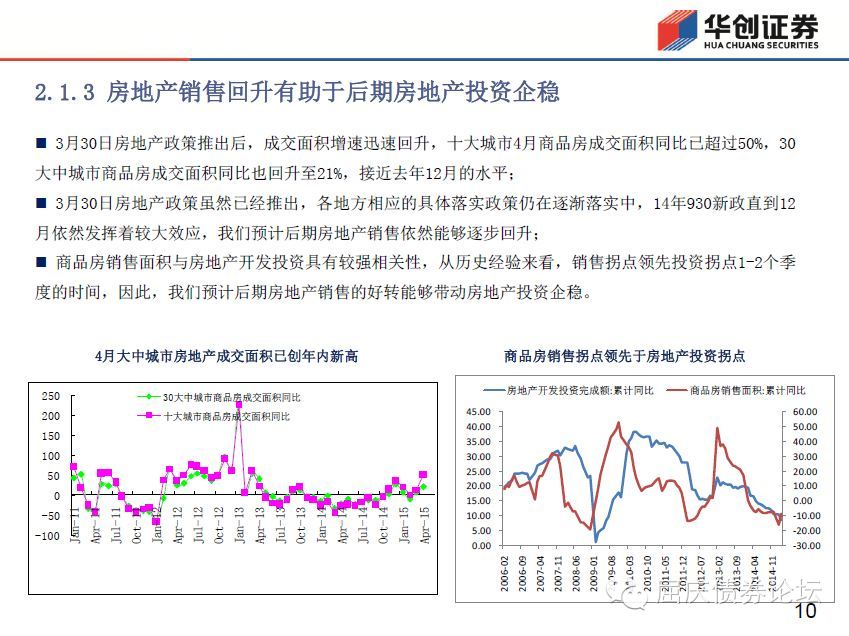 华创证券
HUA CHUANG SECURITIES
2.1.3 房地产销售回升有助于后期房地产投资企稳
3月30日房地产政策推出后，成交面积增速迅速回升，十大城市4月商品房成交面积同比已超过50%，30
大中城市商品房成交面积同比也回升至21%，接近去年12月的水平；
3月30日房地产政策虽然已经推出，各地方相应的具体落实政策仍在逐渐落实中，14年930新政直到12
月依然发挥着较大效应，我们预计后期房地产销售依然能够逐步回升；
商品房销售面积与房地产开发投资具有较强相关性，从历史经验来看，销售拐点领先投资拐点1-2个季
度的时间，因此，我们预计后期房地产销售的好转能够带动房地产投资企稳。
4月大中城市房地产成交面积已创年内新高
30大中城市商品房成交面积同比
十大城市商品房成交面积同比
250
200
150
100
50
0
-50
-100
Jan-11 Apr-11 Jul-11 Oct-11 Jan-12 Apr-12 Jul-12 Oct-12 Jan-13 Apr-13 Jul-13 Oct-13 Jan-14 Apr-14 Jul-14 Oct-14 Jan-15 Apr-15
商品房销售拐点领先于房地产投资拐点
房地产开发投资完成额:累计同比 商品房销售面积:累计同比
45.00 60.00
40.00 50.00
35.00 40.00
30.00 30.00
25.00 20.00
20.00 10.00
15.00 0.00
10.00 -10.00
5.00 -20.00
0.00 -30.00
2006-02 2006-09 2007-04 2007-11 2008-06 2009-01 2009-08 2010-03 2010-10 2011-05 2011-12 2012-07 2013-02 2013-09 2014-04 2014-11
屈庆债券论坛
10